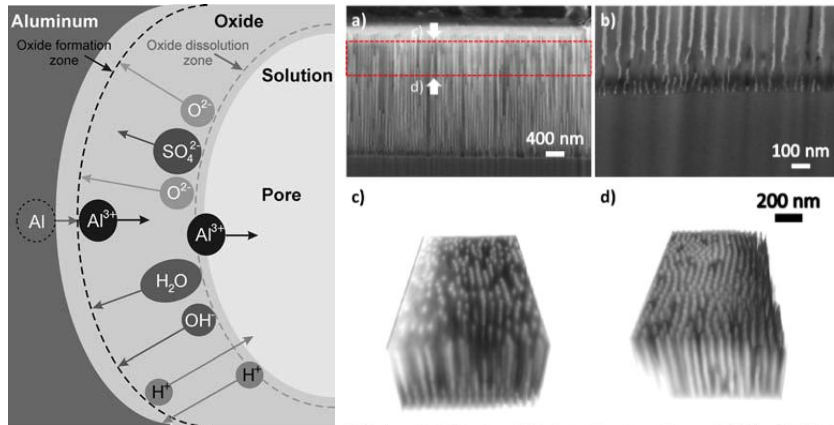 Aluminum
Oxide
Oxide formation
zone
Oxide dissolution
zone
Solution
O²⁻
SO₄²⁻
O²⁻
Pore
Al
Al³⁺
Al³⁺
H₂O
OH⁻
H⁺
H⁺
a)
c)
d)
400 nm
b)
100 nm
c)
d)
200 nm